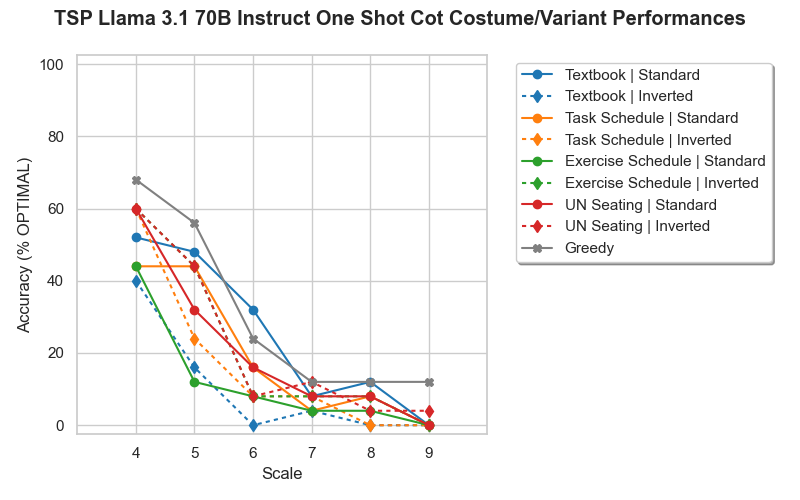 TSP Llama 3.1 70B Instruct One Shot Cot Costume/Variant Performances
100
80
60
40
20
0
Accuracy (% OPTIMAL)
4 5 6 7 8 9
Scale
Textbook | Standard
Textbook | Inverted
Task Schedule | Standard
Task Schedule | Inverted
Exercise Schedule | Standard
Exercise Schedule | Inverted
UN Seating | Standard
UN Seating | Inverted
Greedy